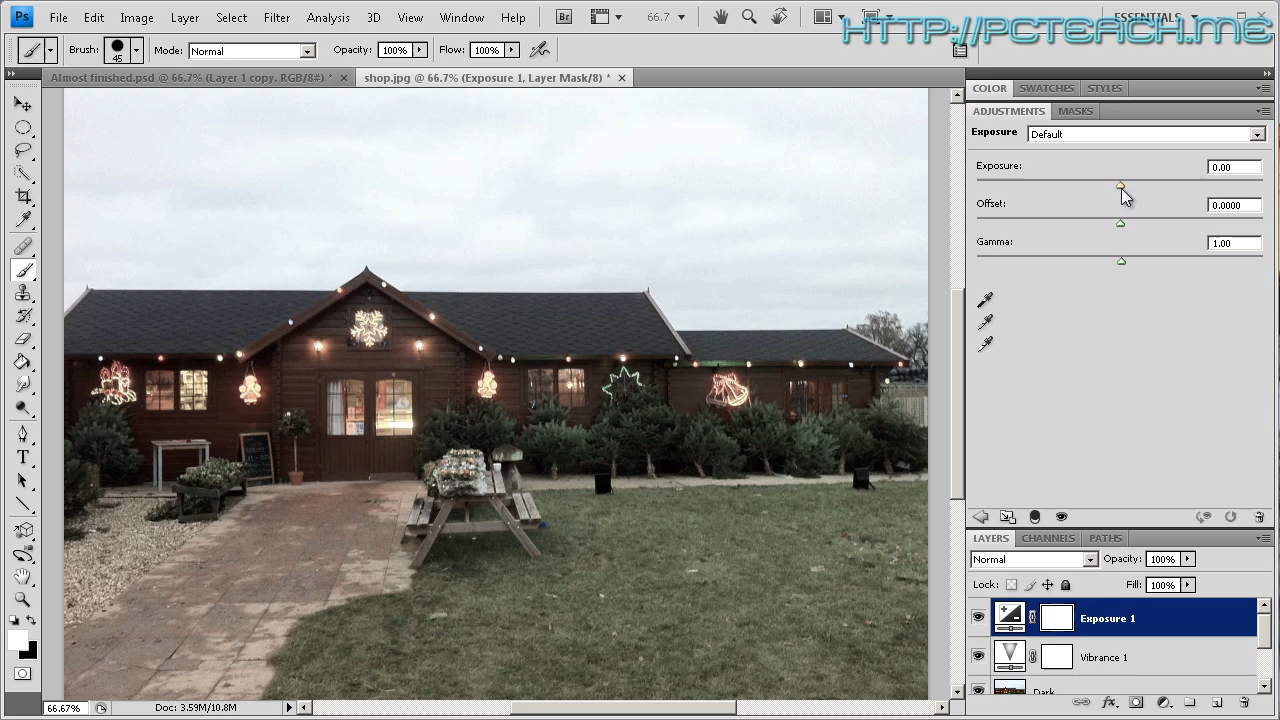 Ps File Edit Image Layer Select Filter Analysis 3D View Window Help Br 66.7 ESSENTIALS
HTTP://PCTEACH.ME
Brush: 45 Mode: Normal Opacity: 100% Flow: 100%
Almost finished.psd @ 66.7% (Layer 1 copy, RGB/8#) * shop.jpg @ 66.7% (Exposure 1, Layer Mask/8) *
COLOR SWATCHES STYLES
ADJUSTMENTS MASKS
Exposure Default
Exposure: 0.00
Offset: 0.0000
Gamma: 1.00
LAYERS CHANNELS PATHS
Normal Opacity: 100%
Lock: Fill: 100%
Exposure 1
Vibrance 1
Dark
66.67% Doc: 3.59M/10.8M